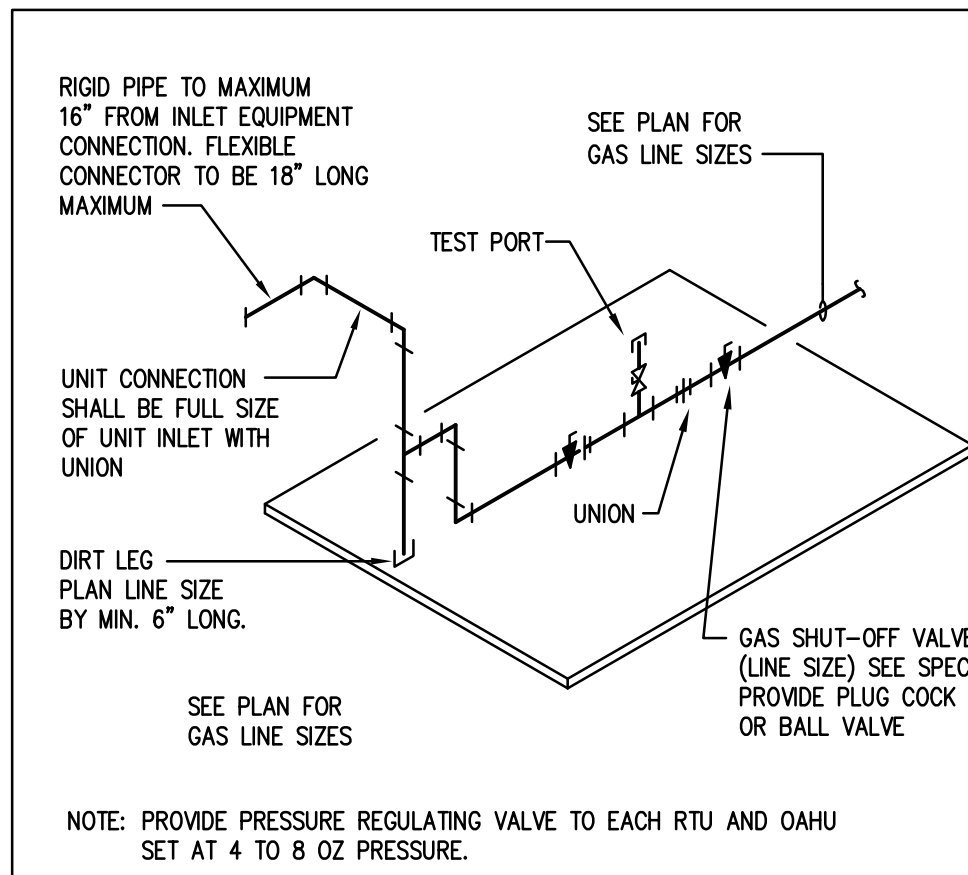 RIGID PIPE TO MAXIMUM
16” FROM INLET EQUIPMENT
CONNECTION. FLEXIBLE
CONNECTOR TO BE 18” LONG
MAXIMUM
SEE PLAN FOR
GAS LINE SIZES
TEST PORT
UNIT CONNECTION
SHALL BE FULL SIZE
OF UNIT INLET WITH
UNION
UNION
DIRT LEG
PLAN LINE SIZE
BY MIN. 6” LONG.
GAS SHUT-OFF VALVE
(LINE SIZE) SEE SPEC
PROVIDE PLUG COCK
OR BALL VALVE
SEE PLAN FOR
GAS LINE SIZES
NOTE: PROVIDE PRESSURE REGULATING VALVE TO EACH RTU AND OAHU
SET AT 4 TO 8 OZ PRESSURE.